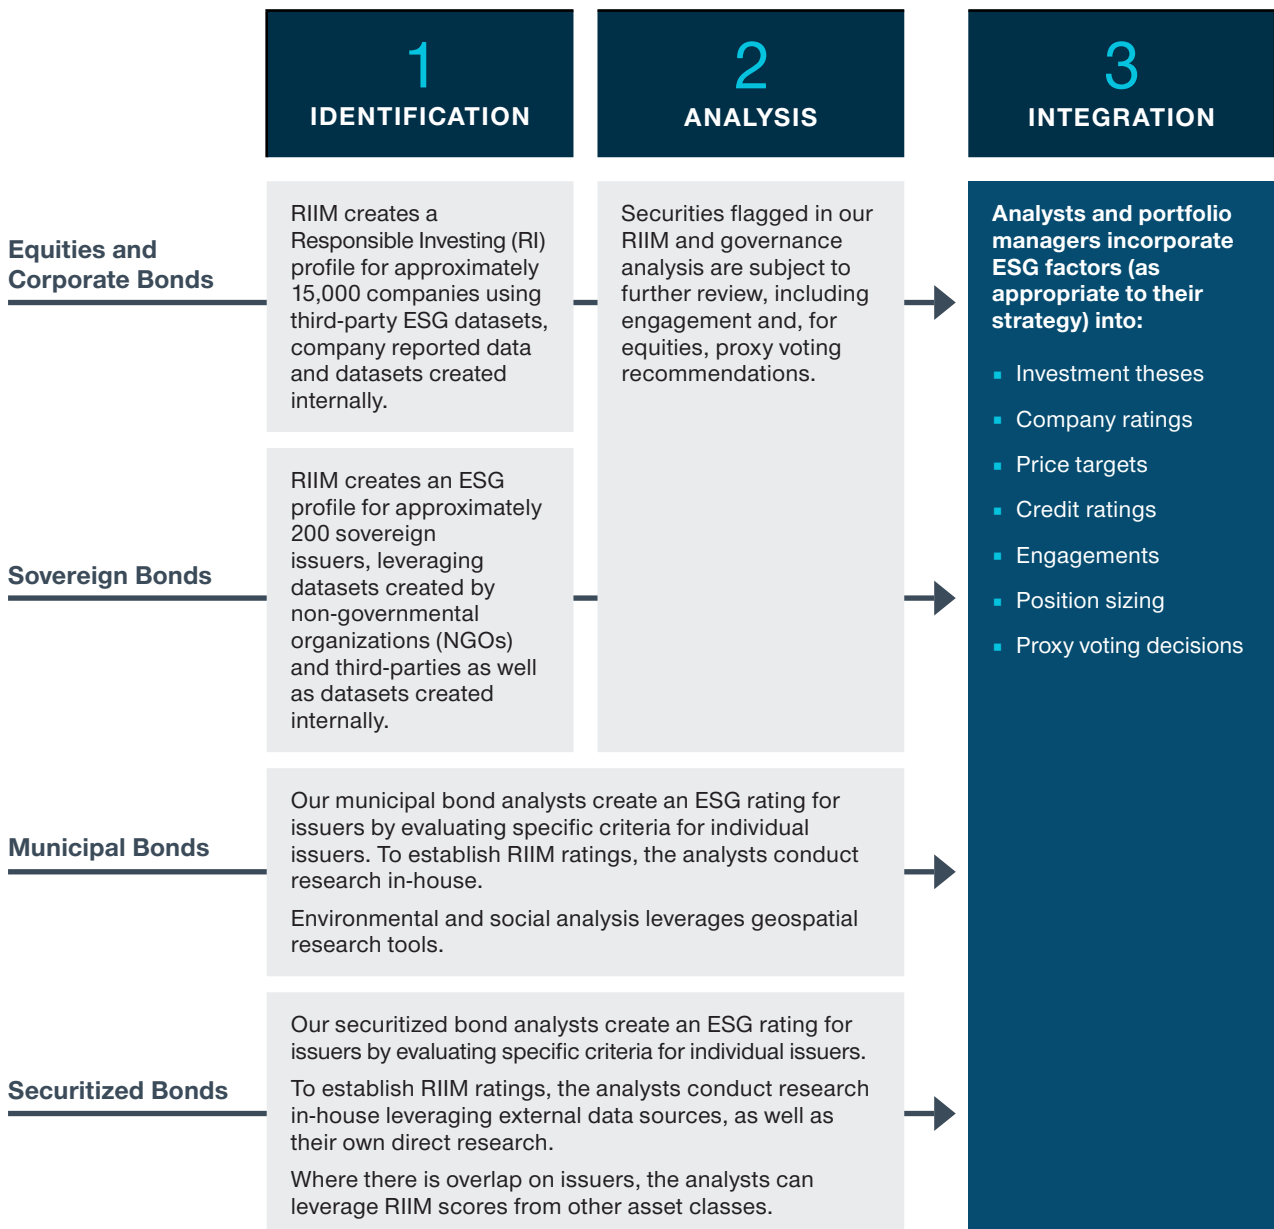 1
IDENTIFICATION
2
ANALYSIS
3
INTEGRATION
Equities and
Corporate Bonds
RIIM creates a
Responsible Investing (RI)
profile for approximately
15,000 companies using
third-party ESG datasets,
company reported data
and datasets created
internally.
Securities flagged in our
RIIM and governance
analysis are subject to
further review, including
engagement and, for
equities, proxy voting
recommendations.
Analysts and portfolio
managers incorporate
ESG factors (as
appropriate to their
strategy) into:
▪ Investment theses
▪ Company ratings
▪ Price targets
▪ Credit ratings
▪ Engagements
▪ Position sizing
▪ Proxy voting decisions
Sovereign Bonds
RIIM creates an ESG
profile for approximately
200 sovereign
issuers, leveraging
datasets created by
non-governmental
organizations (NGOs)
and third-parties as well
as datasets created
internally.
Municipal Bonds
Our municipal bond analysts create an ESG rating for
issuers by evaluating specific criteria for individual
issuers. To establish RIIM ratings, the analysts conduct
research in-house.
Environmental and social analysis leverages geospatial
research tools.
Securitized Bonds
Our securitized bond analysts create an ESG rating for
issuers by evaluating specific criteria for individual issuers.
To establish RIIM ratings, the analysts conduct research
in-house leveraging external data sources, as well as
their own direct research.
Where there is overlap on issuers, the analysts can
leverage RIIM scores from other asset classes.